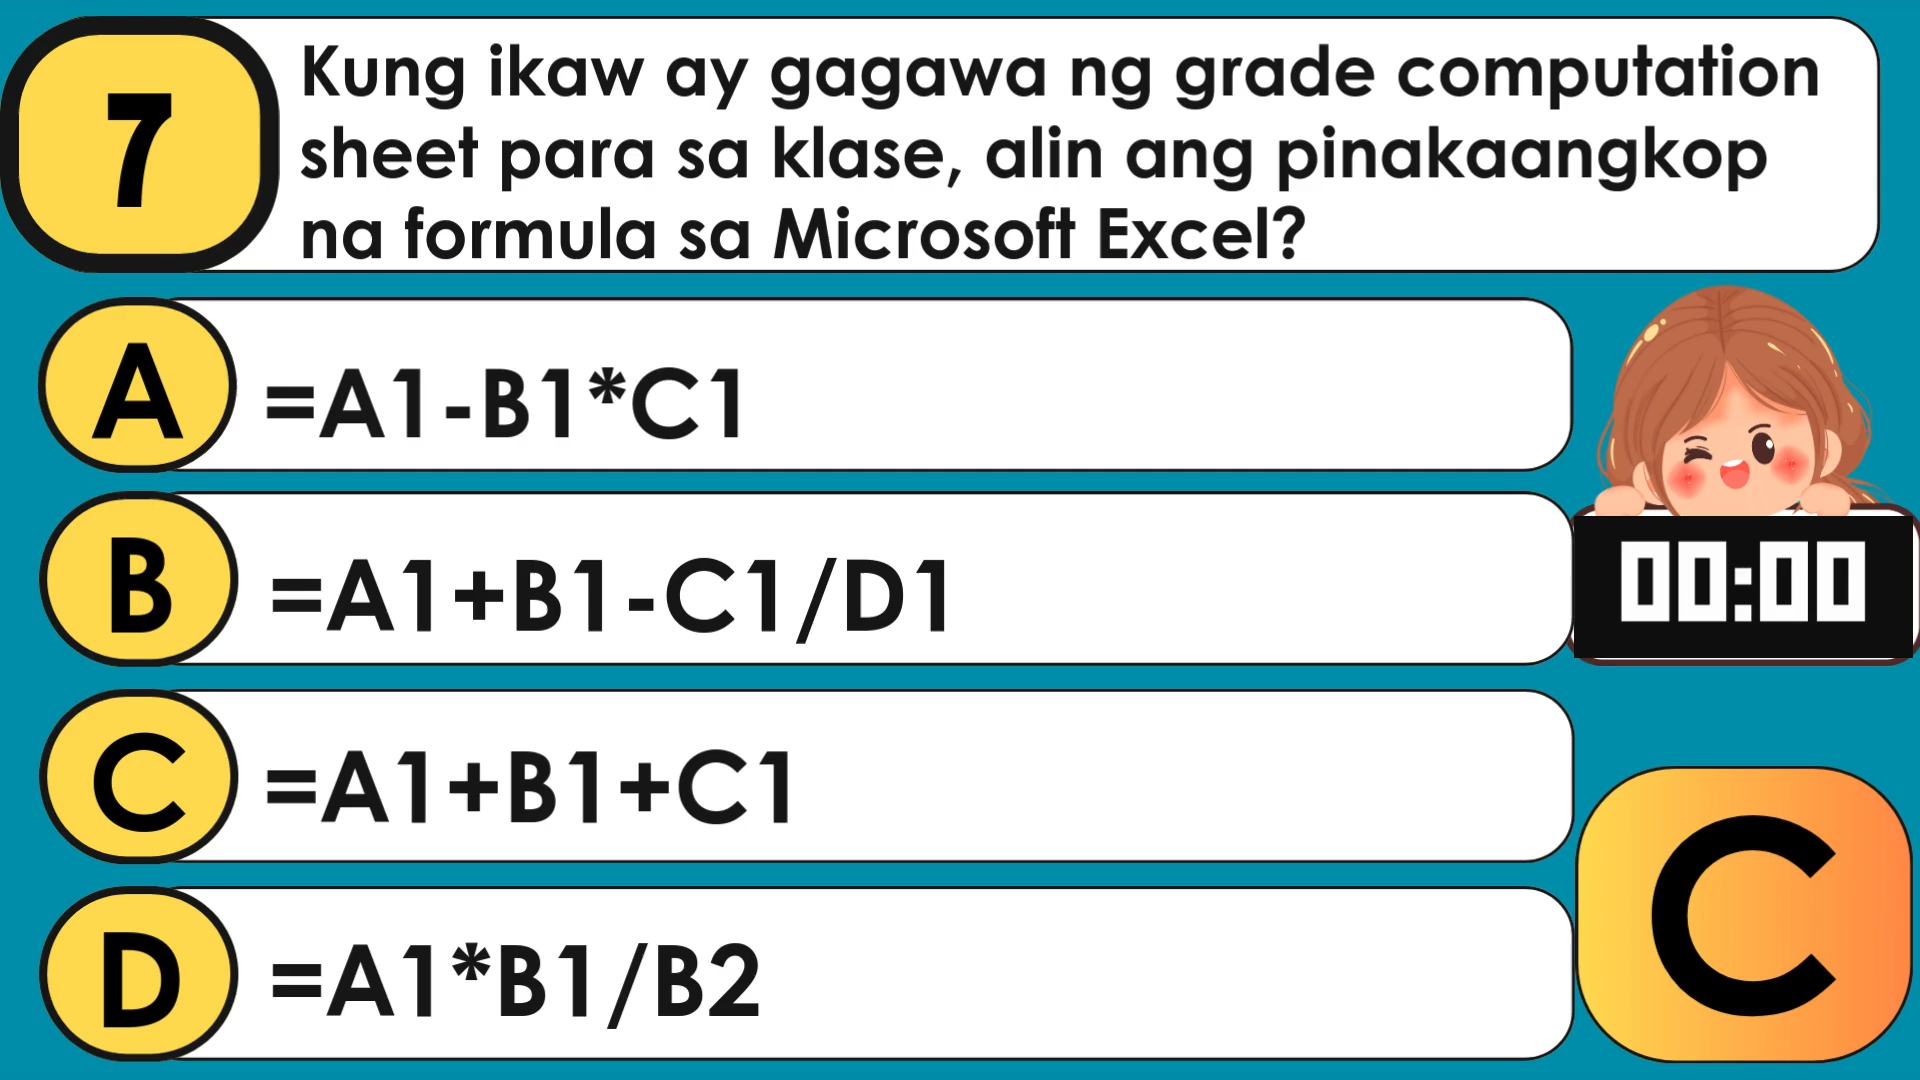 7
Kung ikaw ay gagawa ng grade computation
sheet para sa klase, alin ang pinakaangkop
na formula sa Microsoft Excel?
A
=A1-B1*C1
B
=A1+B1-C1/D1
00:00
C
=A1+B1+C1
D
=A1*B1/B2
C